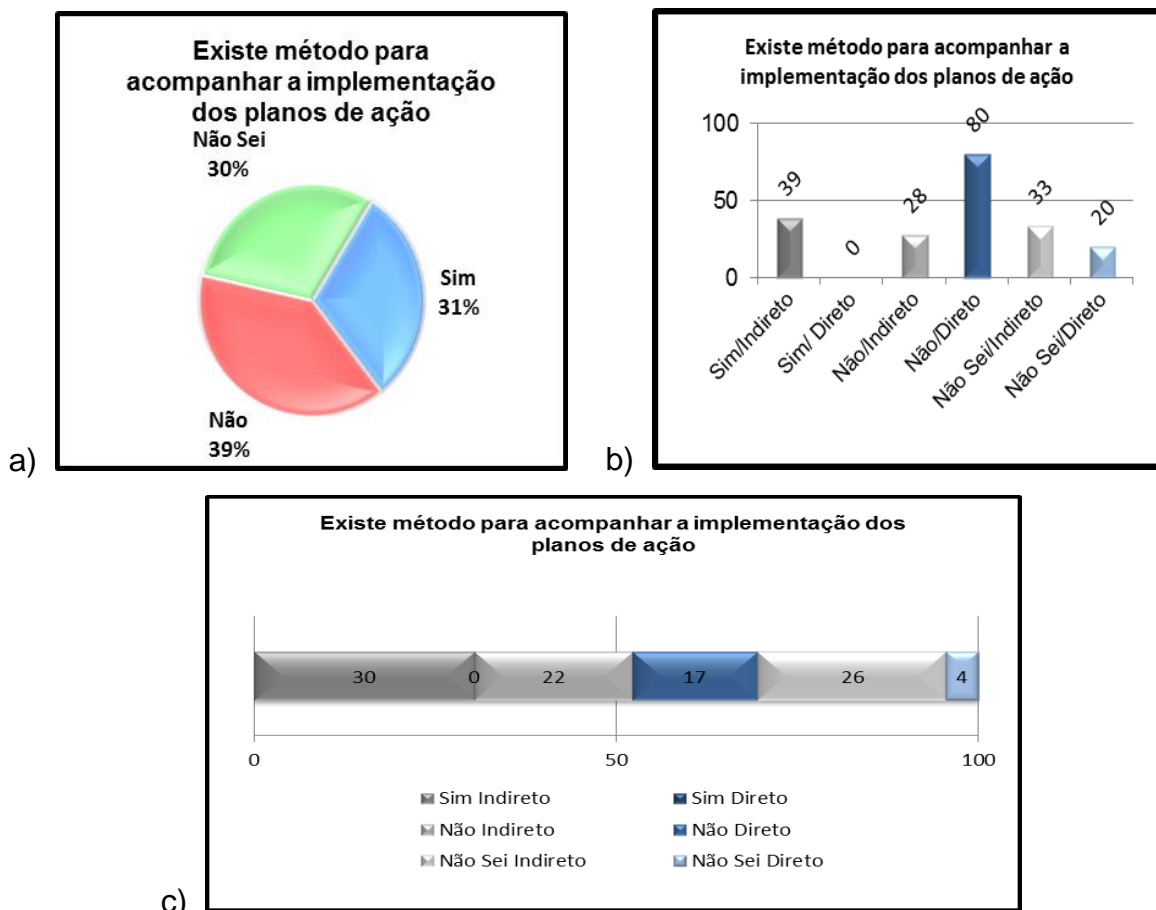 Existe método para
acompanhar a implementação
dos planos de ação
Não Sei
30%
Sim
31%
Não
39%
a)
Existe método para acompanhar a
implementação dos planos de ação
100
50
0
39
0
28
80
33
20
Sim/Indireto
Sim/ Direto
Não/Indireto
Não/Direto
Não Sei/Indireto
Não Sei/Direto
b)
Existe método para acompanhar a implementação dos
planos de ação
30 0 22 17 26 4
0 50 100
Sim Indireto Sim Direto
Não Indireto Não Direto
Não Sei Indireto Não Sei Direto
c)